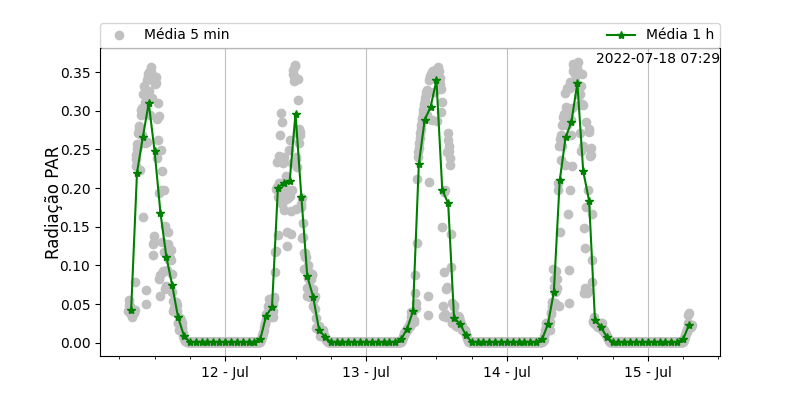 Média 5 min
Média 1 h
2022-07-18 07:29
Radiação PAR
0.35
0.30
0.25
0.20
0.15
0.10
0.05
0.00
12 - Jul
13 - Jul
14 - Jul
15 - Jul